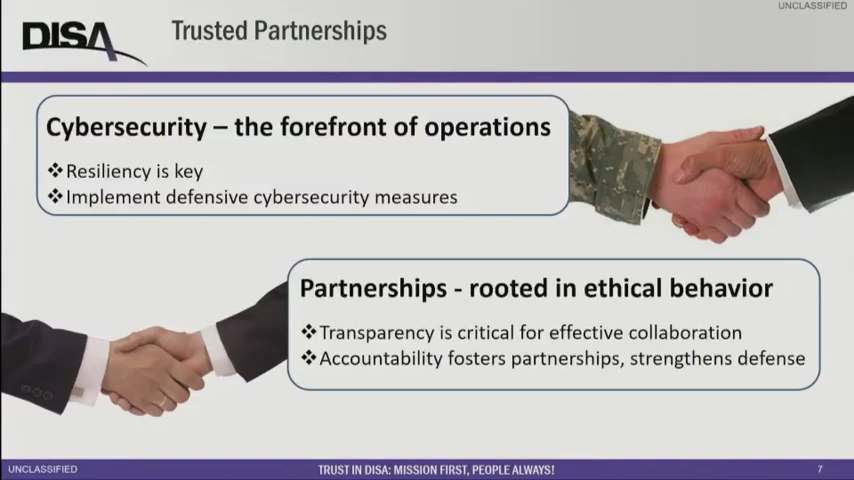 UNCLASSIFIED
DISA
Trusted Partnerships
Cybersecurity – the forefront of operations
❖Resiliency is key
❖Implement defensive cybersecurity measures
Partnerships - rooted in ethical behavior
❖Transparency is critical for effective collaboration
❖Accountability fosters partnerships, strengthens defense
UNCLASSIFIED
TRUST IN DISA: MISSION FIRST, PEOPLE ALWAYS!
7